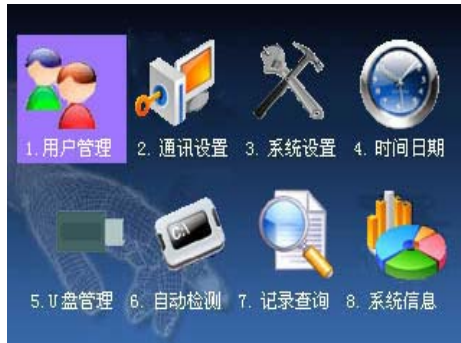 1.用户管理 2. 通讯设置 3. 系统设置 4. 时间日期
C:\
5.U盘管理 6. 自动检测 7. 记录查询 8. 系统信息